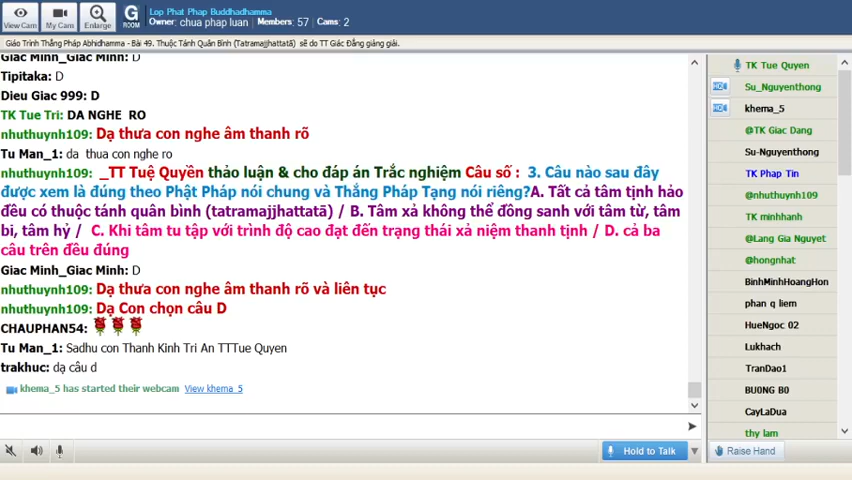 View Cam
My Cam
Enlarge
G
ROOM
Lop Phat Phap Buddhadhamma
Owner: chua phap luan Members: 57 Cams: 2
Giáo Trình Thắng Pháp Abhidhamma - Bài 49. Thuộc Tánh Quân Bình (Tatramajjhattatā) sẽ do TT Giác Đẳng giảng giải.
Giac Minh_Giac Minh: D
Tipitaka: D
Dieu Giac 999: D
TK Tue Tri: DA NGHE RO
nhuthuynh109: Dạ thưa con nghe âm thanh rõ
Tu Man_1: da thua con nghe ro
nhuthuynh109: _TT Tuệ Quyền thảo luận & cho đáp án Trắc nghiệm Câu số : 3. Câu nào sau đây
được xem là đúng theo Phật Pháp nói chung và Thắng Pháp Tạng nói riêng?A. Tất cả tâm tịnh hảo
đều có thuộc tánh quân bình (tatramajjhattatā) / B. Tâm xả không thể đồng sanh với tâm từ, tâm
bi, tâm hỷ / C. Khi tâm tu tập với trình độ cao đạt đến trạng thái xả niệm thanh tịnh / D. cả ba
câu trên đều đúng
Giac Minh_Giac Minh: D
nhuthuynh109: Dạ thưa con nghe âm thanh rõ và liên tục
nhuthuynh109: Dạ Con chọn câu D
CHAUPHAN54:
Tu Man_1: Sadhu con Thanh Kinh Tri An TTTue Quyen
trakhuc: dạ câu d
khema_5 has started their webcam View khema_5
Hold to Talk
TK Tue Quyen
HD Su_Nguyenthong
HD khema_5
@TK Giac Dang
Su-Nguyenthong
TK Phap Tin
@nhuthuynh109
TK minhhanh
@Lang Gia Nguyet
@hongnhat
BinhMinhHoangHon
phan q liem
HueNgoc 02
Lukhach
TranDao1
BU0NG B0
CayLaDua
thy lam
Raise Hand